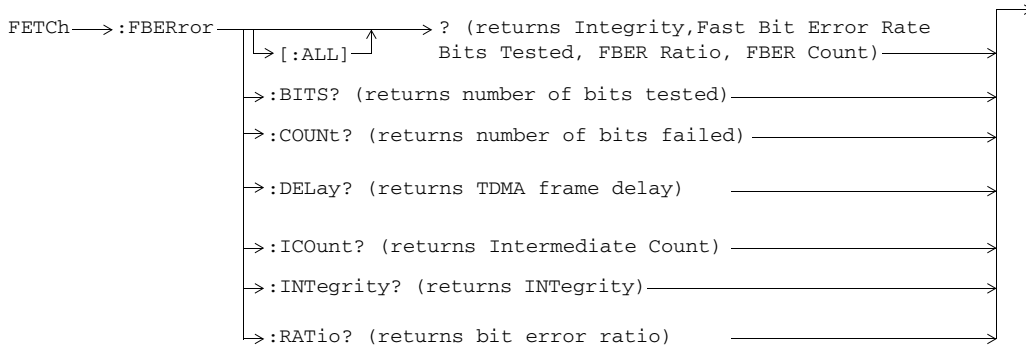 FETCh :FBERror ? (returns Integrity,Fast Bit Error Rate
[:ALL] Bits Tested, FBER Ratio, FBER Count)
:BITS? (returns number of bits tested)
:COUNt? (returns number of bits failed)
:DELay? (returns TDMA frame delay)
:ICOunt? (returns Intermediate Count)
:INTegrity? (returns INTegrity)
:RATio? (returns bit error ratio)